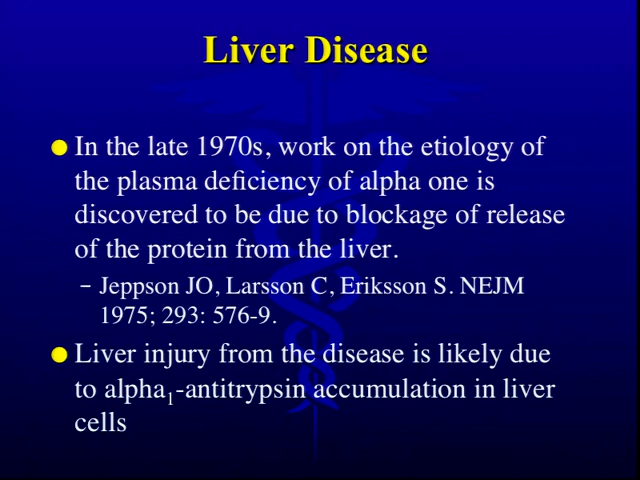 Liver Disease
In the late 1970s, work on the etiology of
the plasma deficiency of alpha one is
discovered to be due to blockage of release
of the protein from the liver.
– Jeppson JO, Larsson C, Eriksson S. NEJM
1975; 293: 576-9.
Liver injury from the disease is likely due
to alpha₁-antitrypsin accumulation in liver
cells